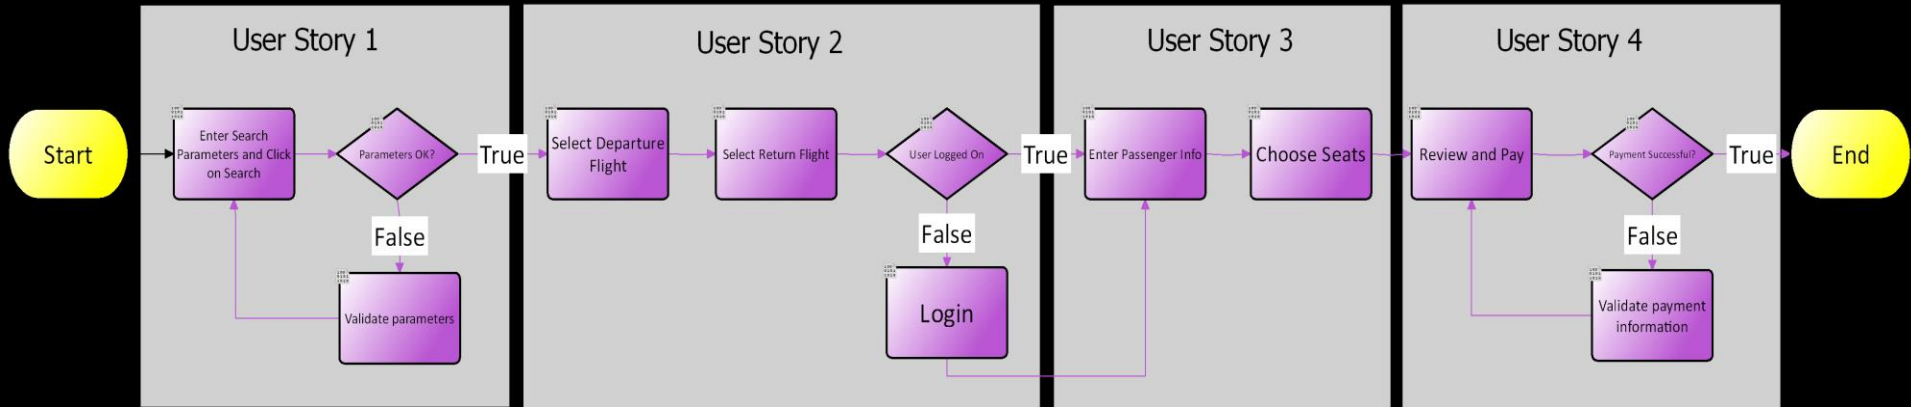 User Story 1
User Story 2
User Story 3
User Story 4
Start
Enter Search
Parameters and Click
on Search
Parameters OK?
True
Select Departure
Flight
Select Return Flight
User Logged On
True
Enter Passenger Info
Choose Seats
Review and Pay
Payment Successful?
True
End
False
False
False
Validate parameters
Login
Validate payment
information